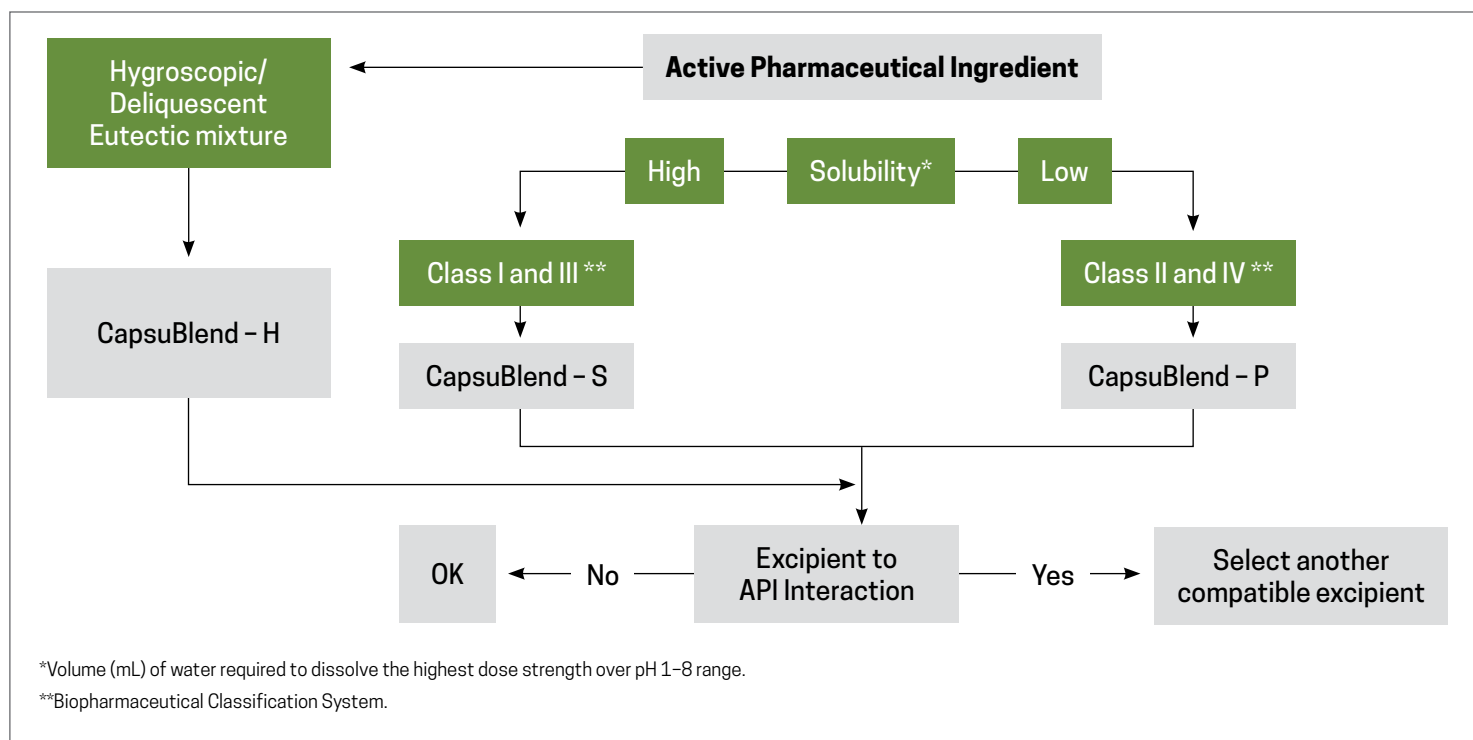 Hygroscopic/
Deliquescent
Eutectic mixture
Active Pharmaceutical Ingredient
High
Solubility*
Low
Class I and III **
Class II and IV **
CapsuBlend – H
CapsuBlend – S
CapsuBlend – P
OK
No
Excipient to
API Interaction
Yes
Select another
compatible excipient
*Volume (mL) of water required to dissolve the highest dose strength over pH 1–8 range.
**Biopharmaceutical Classification System.